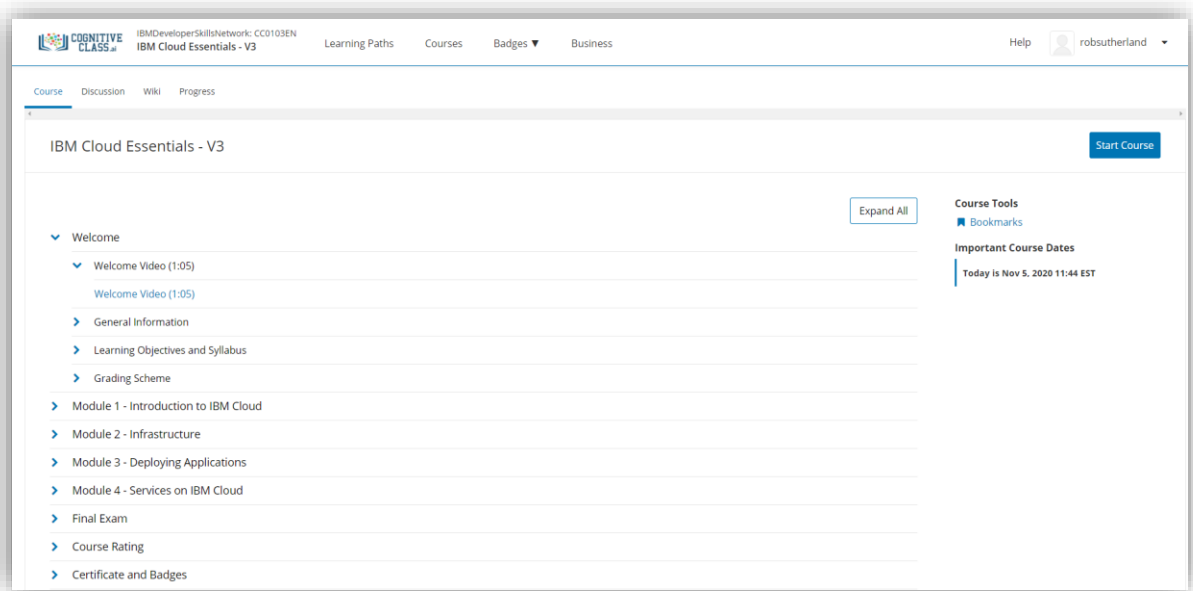 COGNITIVE
CLASS.ai
IBMDeveloperSkillsNetwork: CC0103EN
IBM Cloud Essentials - V3
Learning Paths Courses Badges ▼ Business Help robsutherland
Course Discussion Wiki Progress
IBM Cloud Essentials - V3
Start Course
Expand All
Welcome
Welcome Video (1:05)
Welcome Video (1:05)
General Information
Learning Objectives and Syllabus
Grading Scheme
Module 1 - Introduction to IBM Cloud
Module 2 - Infrastructure
Module 3 - Deploying Applications
Module 4 - Services on IBM Cloud
Final Exam
Course Rating
Certificate and Badges
Course Tools
Bookmarks
Important Course Dates
Today is Nov 5, 2020 11:44 EST